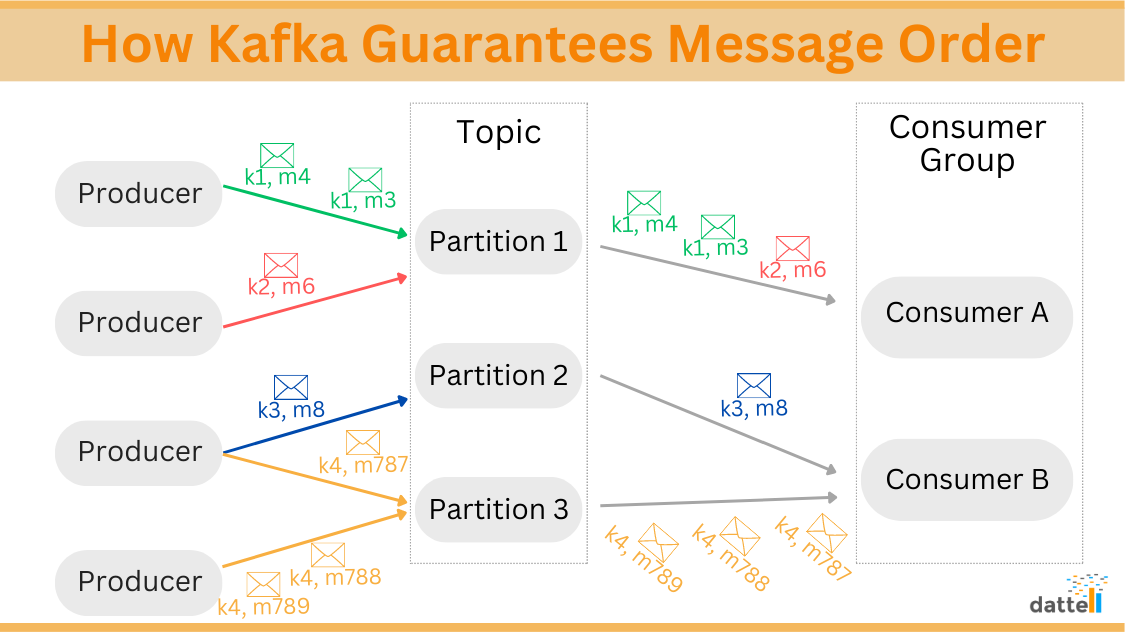 How Kafka Guarantees Message Order
Topic
Consumer
Group
Producer
k1, m4
k1, m3
Partition 1
k1, m4
k1, m3
k2, m6
Producer
k2, m6
Consumer A
Partition 2
k3, m8
k3, m8
Producer
k4, m787
Consumer B
Partition 3
k4, m789
k4, m788
k4, m787
Producer
k4, m788
k4, m789
dattell